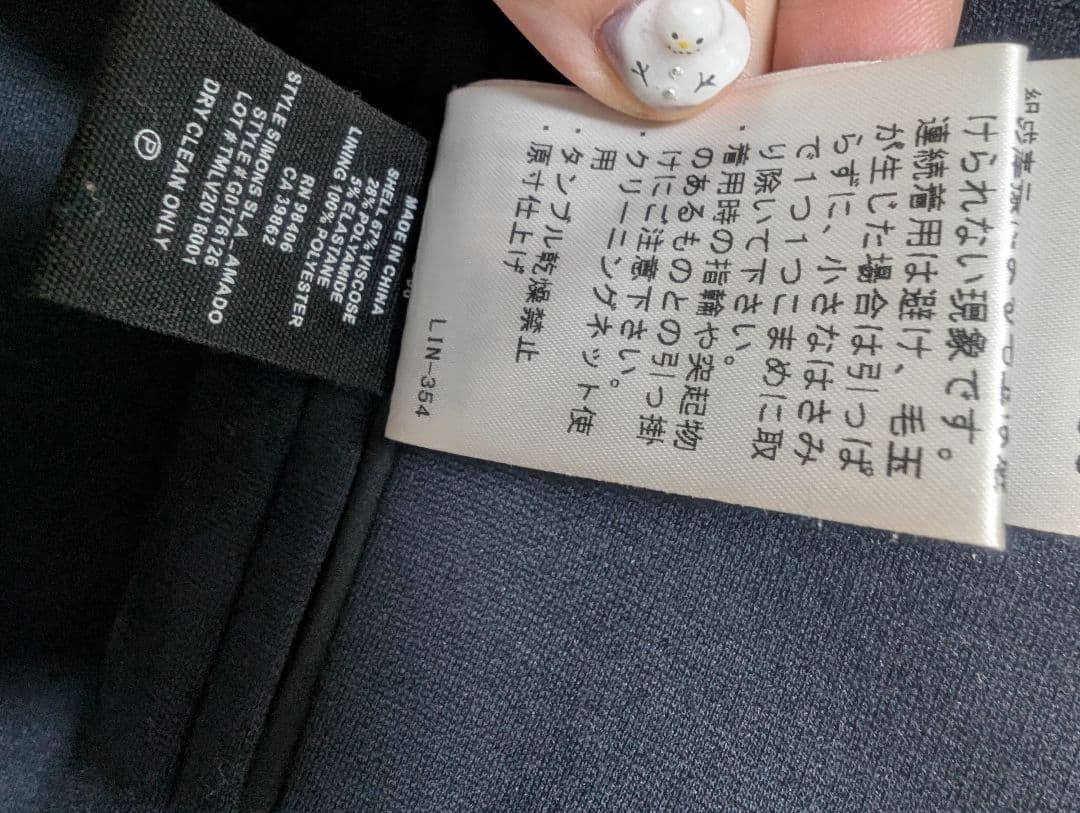 MADE IN CHINA
SHELL 67% VISCOSE
28% POLYAMIDE
5% ELASTANE
LINING 100% POLYESTER
RN 98406
CA 39862
STYLE SIMONS SLA-AMADO
STYLE # G0176126
LOT # TMLV2016001
DRY CLEAN ONLY
P
けられない現象です。
連続着用は避け、毛玉
が生じた場合は引っぱ
らずに、小さなはさみ
で1つ1つこまめに取
り除いて下さい。
・着用時の指輪や突起物
のあるものとの引っ掛
けにご注意下さい。
・クリーニングネット使
用
・タンブル乾燥禁止
・原寸仕上げ
LIN-354